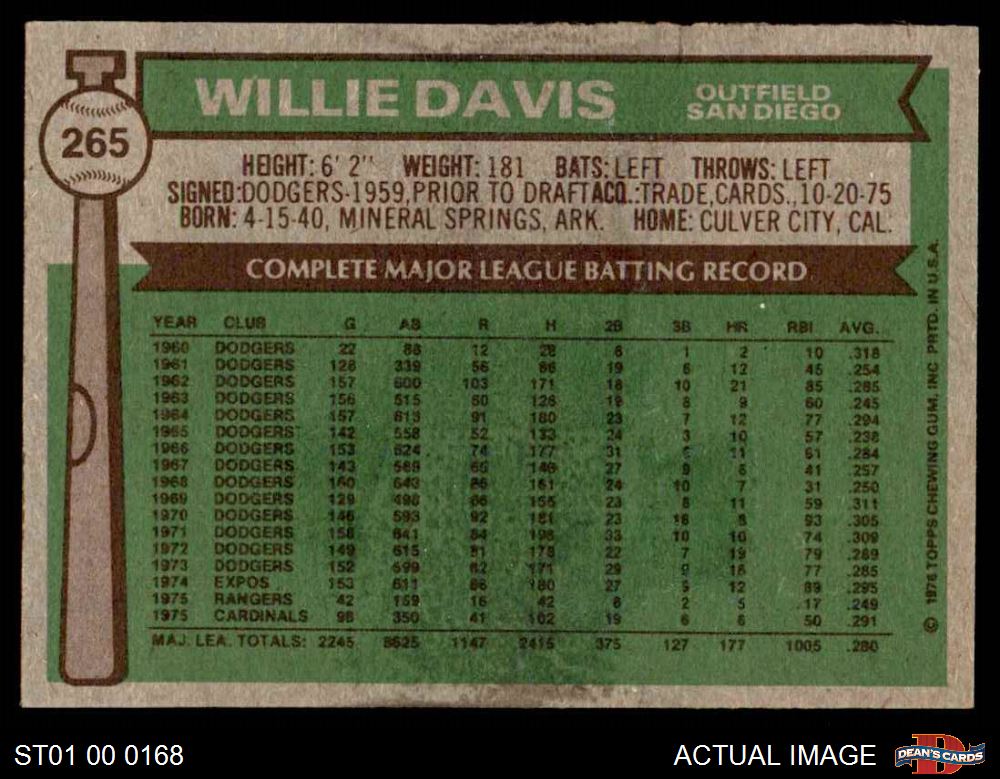 265
WILLIE DAVIS
OUTFIELD
SAN DIEGO
HEIGHT: 6' 2" WEIGHT: 181 BATS: LEFT THROWS: LEFT
SIGNED: DODGERS-1959, PRIOR TO DRAFT ACQ.: TRADE, CARDS., 10-20-75
BORN: 4-15-40, MINERAL SPRINGS, ARK. HOME: CULVER CITY, CAL.
COMPLETE MAJOR LEAGUE BATTING RECORD
YEAR CLUB G AB R H 2B 3B HR RBI AVG.
1960 DODGERS 22 88 12 28 6 1 2 10 .318
1961 DODGERS 128 339 56 86 19 6 12 45 .254
1962 DODGERS 157 600 103 171 18 10 21 85 .285
1963 DODGERS 156 515 60 126 19 8 9 60 .245
1964 DODGERS 157 613 91 180 23 7 12 77 .294
1965 DODGERS 142 558 52 133 24 3 10 57 .238
1966 DODGERS 153 624 74 177 31 6 11 61 .284
1967 DODGERS 143 569 65 146 27 9 6 41 .257
1968 DODGERS 160 643 86 161 24 10 7 31 .250
1969 DODGERS 129 498 66 155 23 8 11 59 .311
1970 DODGERS 146 593 92 181 23 16 8 93 .305
1971 DODGERS 158 641 84 198 33 10 10 74 .309
1972 DODGERS 149 615 81 178 22 7 19 79 .289
1973 DODGERS 152 599 82 171 29 9 16 77 .285
1974 EXPOS 153 611 86 180 27 9 12 89 .295
1975 RANGERS 42 169 16 42 8 2 5 17 .249
1975 CARDINALS 98 350 41 102 19 6 6 50 .291
MAJ. LEA. TOTALS: 2245 8625 1147 2415 375 127 177 1005 .280
© 1976 TOPPS CHEWING GUM, INC PRTD. IN U.S.A.
ST01 00 0168
ACTUAL IMAGE
DEAN'S CARDS